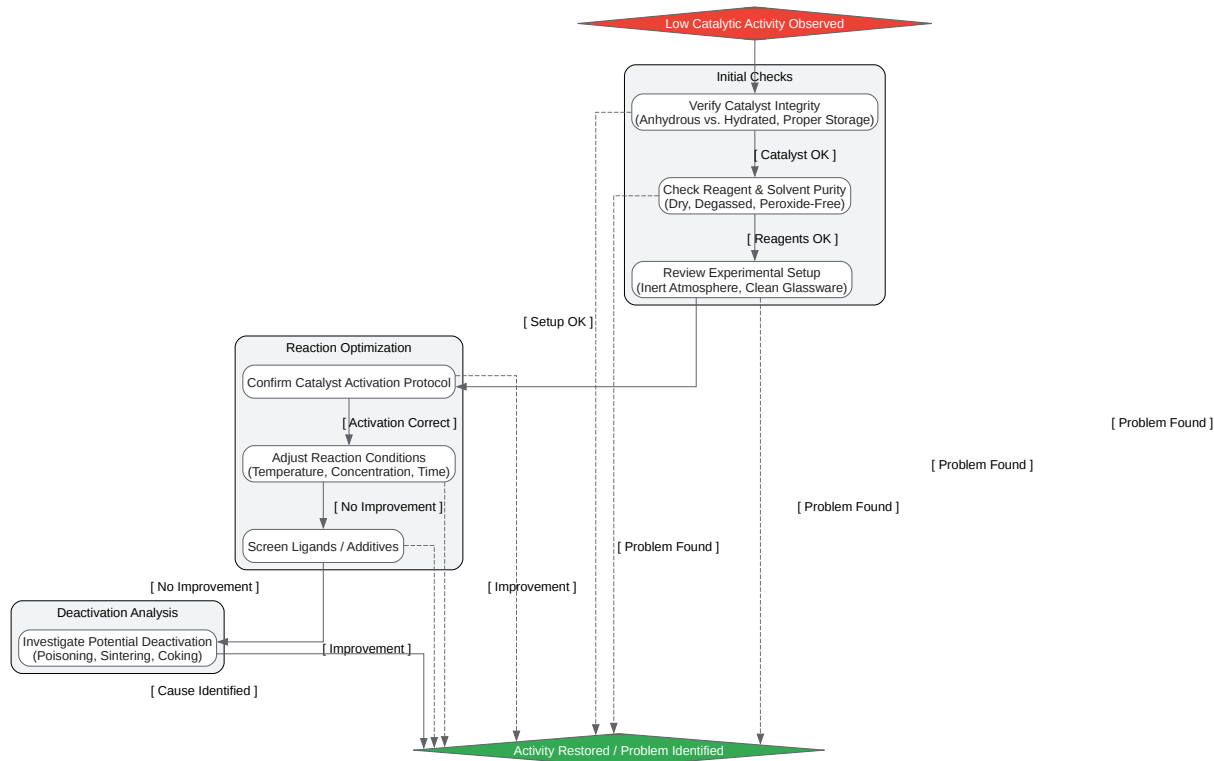 Low Catalytic Activity Observed
Initial Checks
Verify Catalyst Integrity
(Anhydrous vs. Hydrated, Proper Storage)
[ Catalyst OK ]
Check Reagent & Solvent Purity
(Dry, Degassed, Peroxide-Free)
[ Reagents OK ]
Review Experimental Setup
(Inert Atmosphere, Clean Glassware)
[ Setup OK ]
Reaction Optimization
Confirm Catalyst Activation Protocol
[ Activation Correct ]
[ Problem Found ]
Adjust Reaction Conditions
(Temperature, Concentration, Time)
[ Problem Found ]
[ No Improvement ]
[ Problem Found ]
Screen Ligands / Additives
[ Problem Found ]
[ No Improvement ]
[ Improvement ]
Deactivation Analysis
Investigate Potential Deactivation
(Poisoning, Sintering, Coking)
[ Improvement ]
[ Cause Identified ]
Activity Restored / Problem Identified